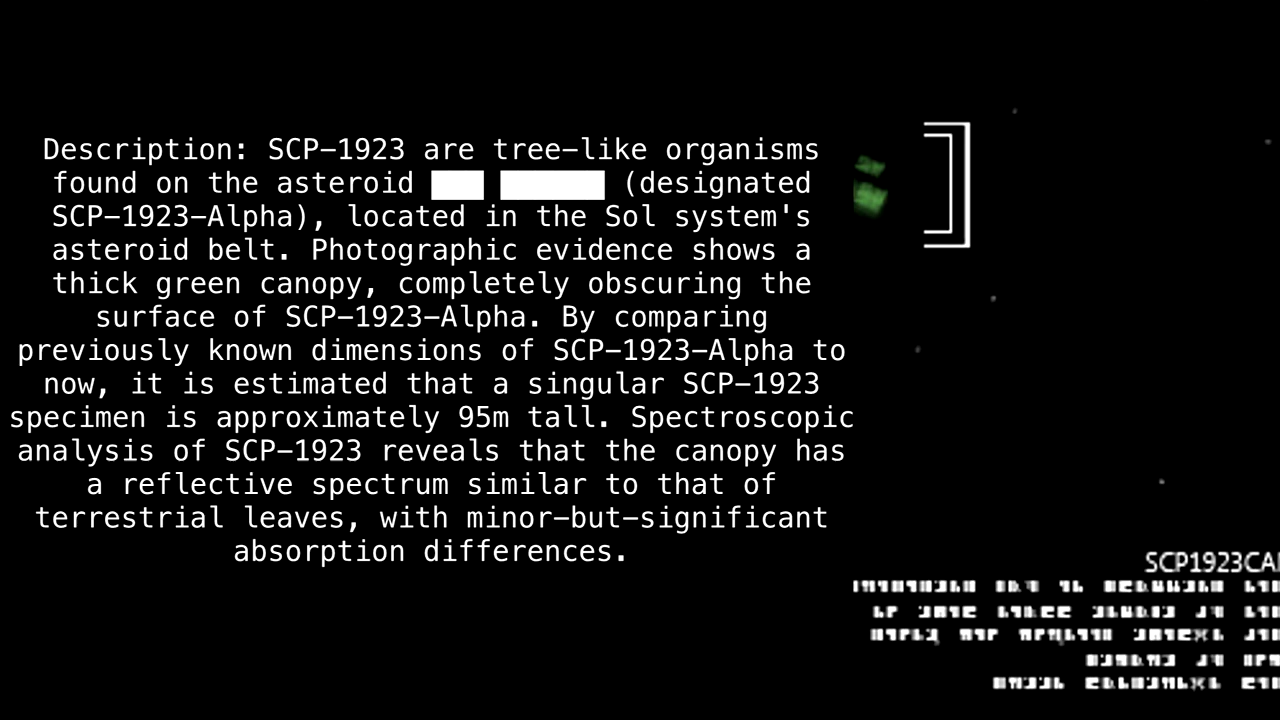 Description: SCP–1923 are tree–like organisms
found on the asteroid ███ ██████ (designated
SCP–1923–Alpha), located in the Sol system's
asteroid belt. Photographic evidence shows a
thick green canopy, completely obscuring the
surface of SCP–1923–Alpha. By comparing
previously known dimensions of SCP–1923–Alpha to
now, it is estimated that a singular SCP–1923
specimen is approximately 95m tall. Spectroscopic
analysis of SCP–1923 reveals that the canopy has
a reflective spectrum similar to that of
terrestrial leaves, with minor–but–significant
absorption differences.
SCP1923CA